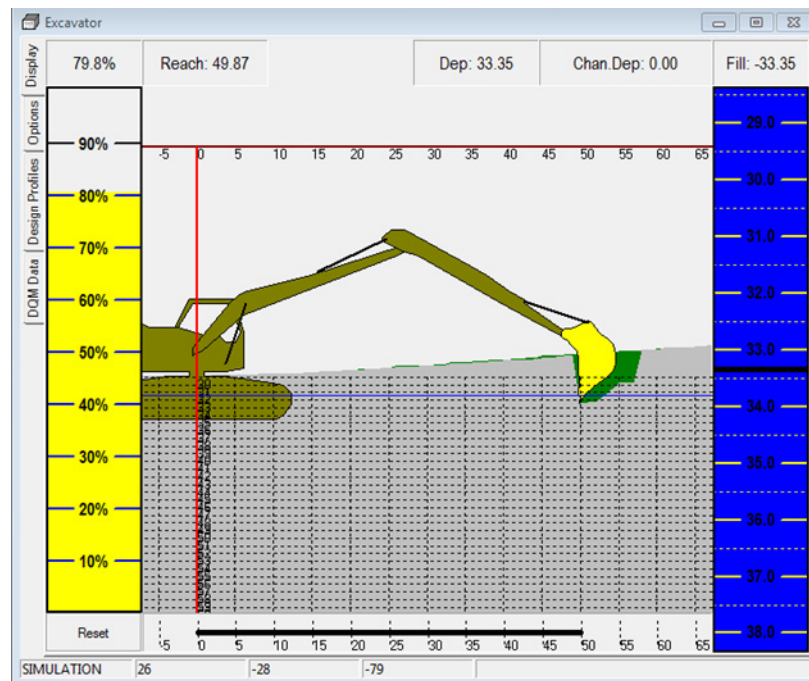 Excavator
Display
Options
Design Profiles
DQM Data
79.8%
Reach: 49.87
Dep: 33.35
Chan.Dep: 0.00
Fill: -33.35
90%
80%
70%
60%
50%
40%
30%
20%
10%
-5 0 5 10 15 20 25 30 35 40 45 50 55 60 65
29.0
30.0
31.0
32.0
33.0
34.0
35.0
36.0
37.0
38.0
Reset
-5 0 5 10 15 20 25 30 35 40 45 50 55 60 65
SIMULATION
26
-28
-79